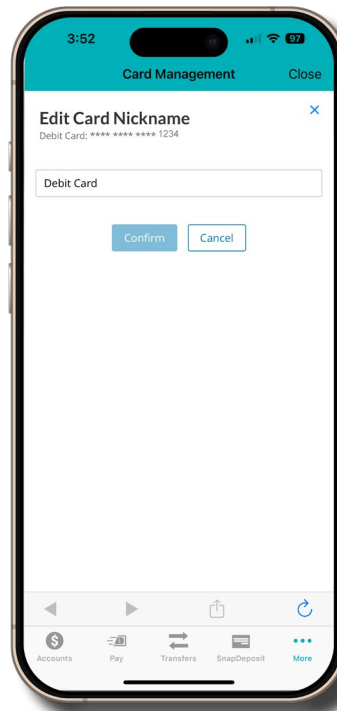 3:52
97
Card Management
Close
Edit Card Nickname
Debit Card: **** **** **** 1234
Debit Card
Confirm
Cancel
Accounts
Pay
Transfers
SnapDeposit
More